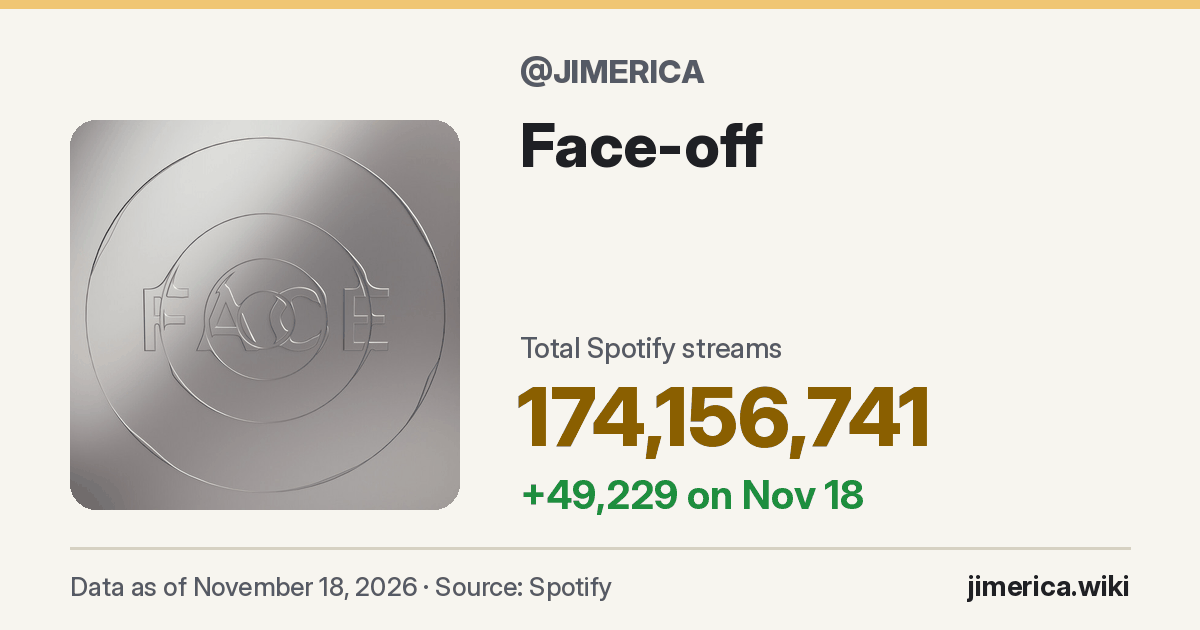 @JIMERICA
Face-off
FACE
Total Spotify streams
174,156,741
+49,229 on Nov 18
Data as of November 18, 2026 · Source: Spotify
jimerica.wiki